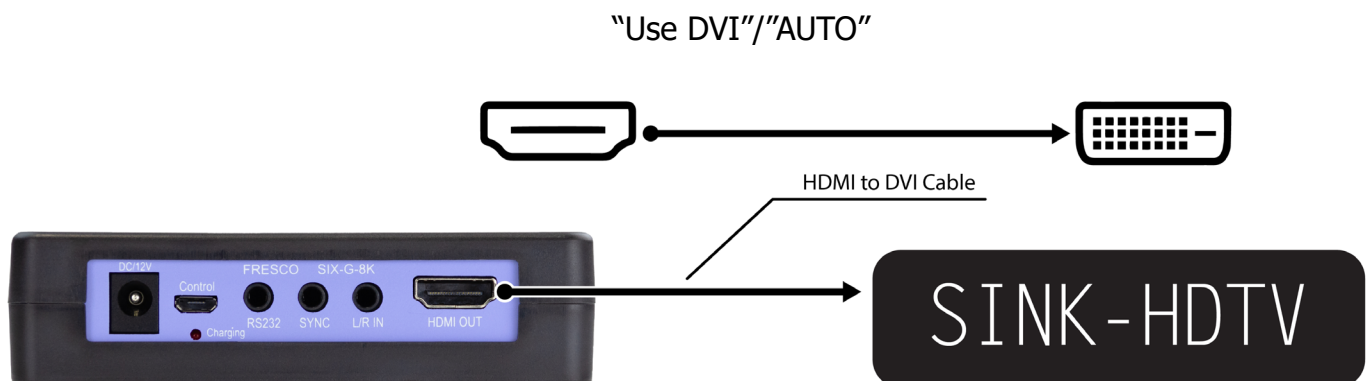 “Use DVI”/”AUTO”
HDMI to DVI Cable
DC/12V
Control
Charging
FRESCO SIX-G-8K
RS232 SYNC L/R IN
HDMI OUT
SINK-HDTV